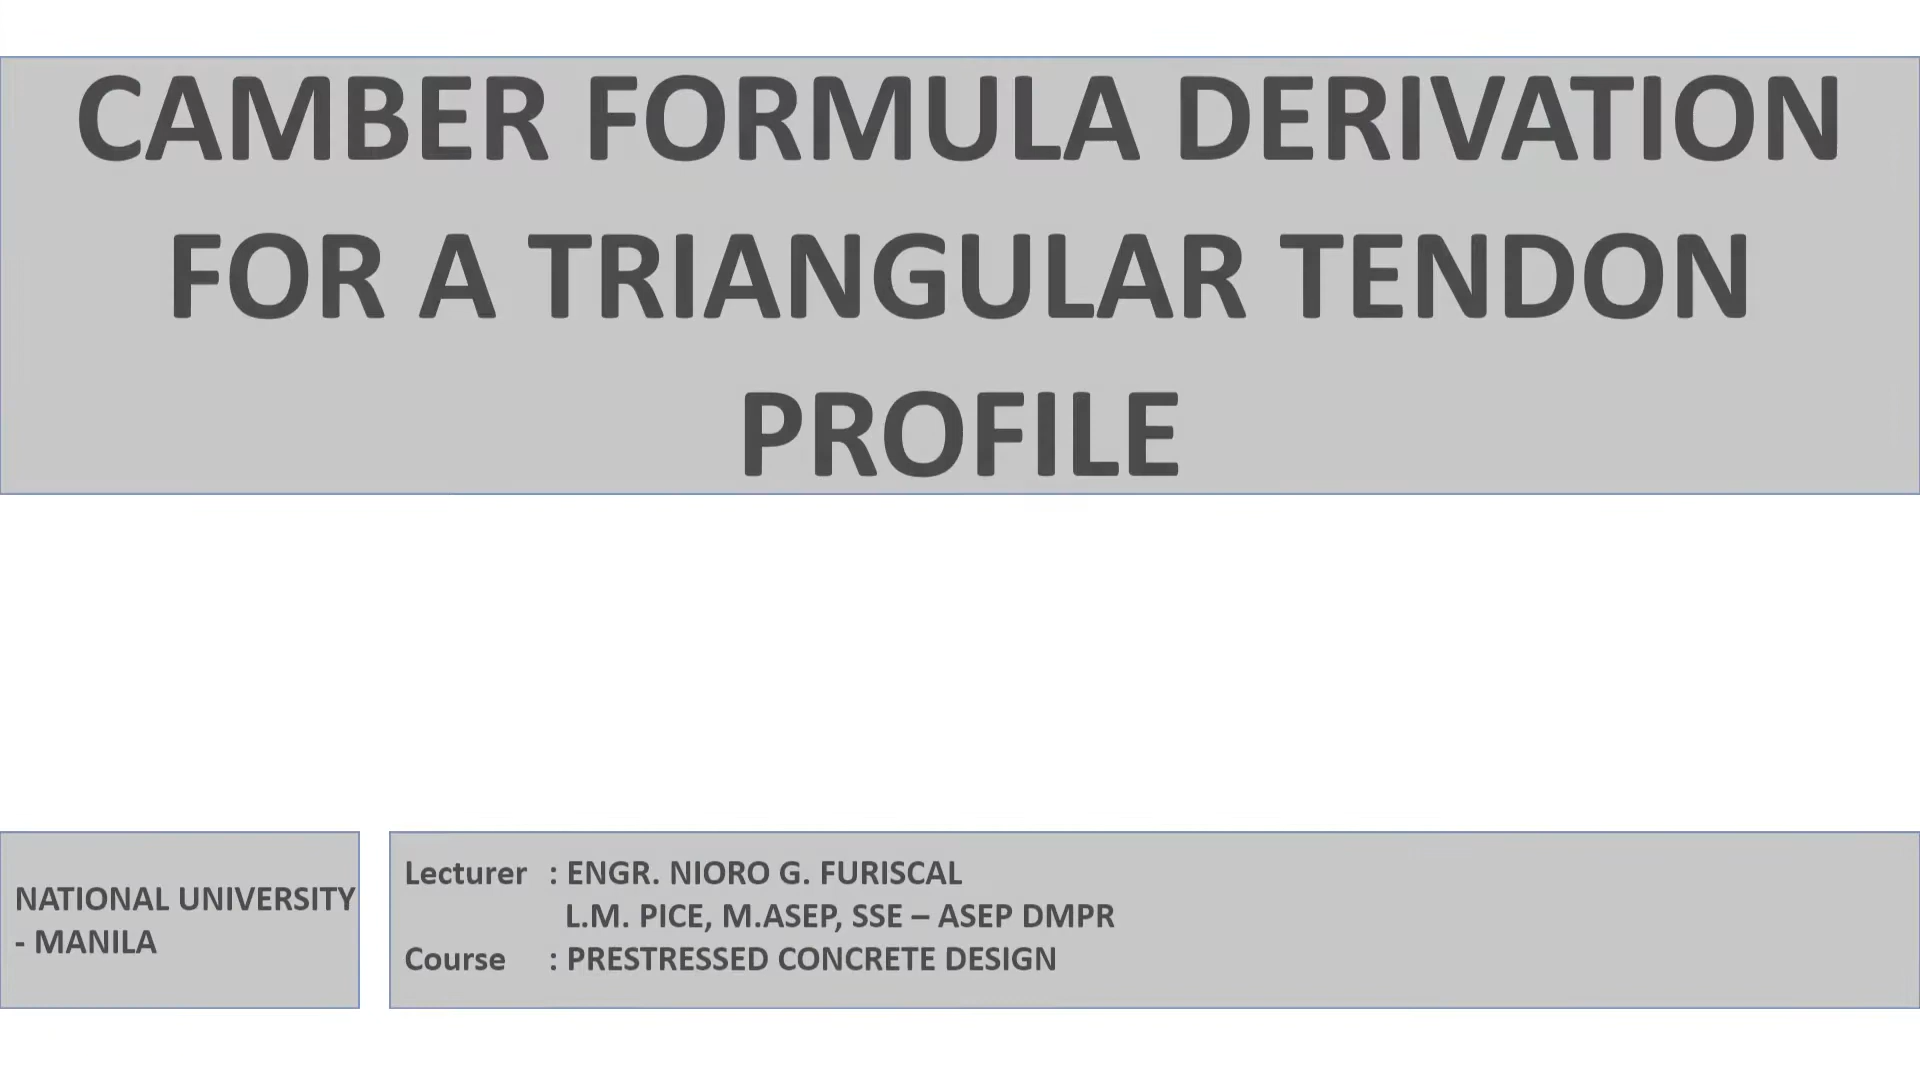 CAMBER FORMULA DERIVATION
FOR A TRIANGULAR TENDON
PROFILE
NATIONAL UNIVERSITY
- MANILA
Lecturer : ENGR. NIORO G. FURISCAL
L.M. PICE, M.ASEP, SSE – ASEP DMPR
Course : PRESTRESSED CONCRETE DESIGN